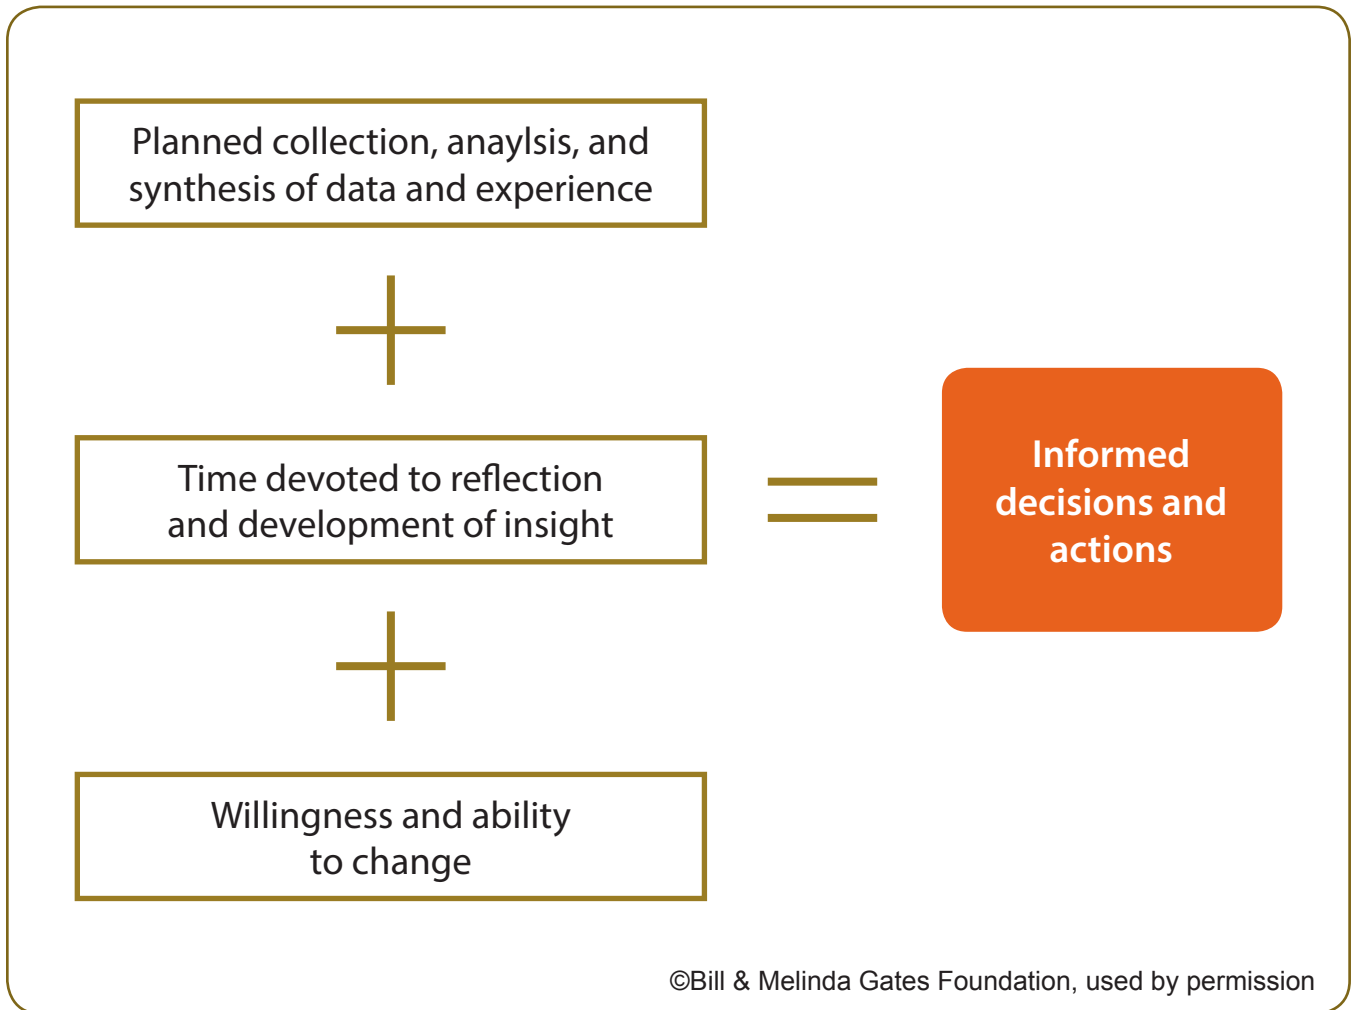 Planned collection, anaylsis, and
synthesis of data and experience
Time devoted to reflection
and development of insight
Informed
decisions and
actions
Willingness and ability
to change
©Bill & Melinda Gates Foundation, used by permission